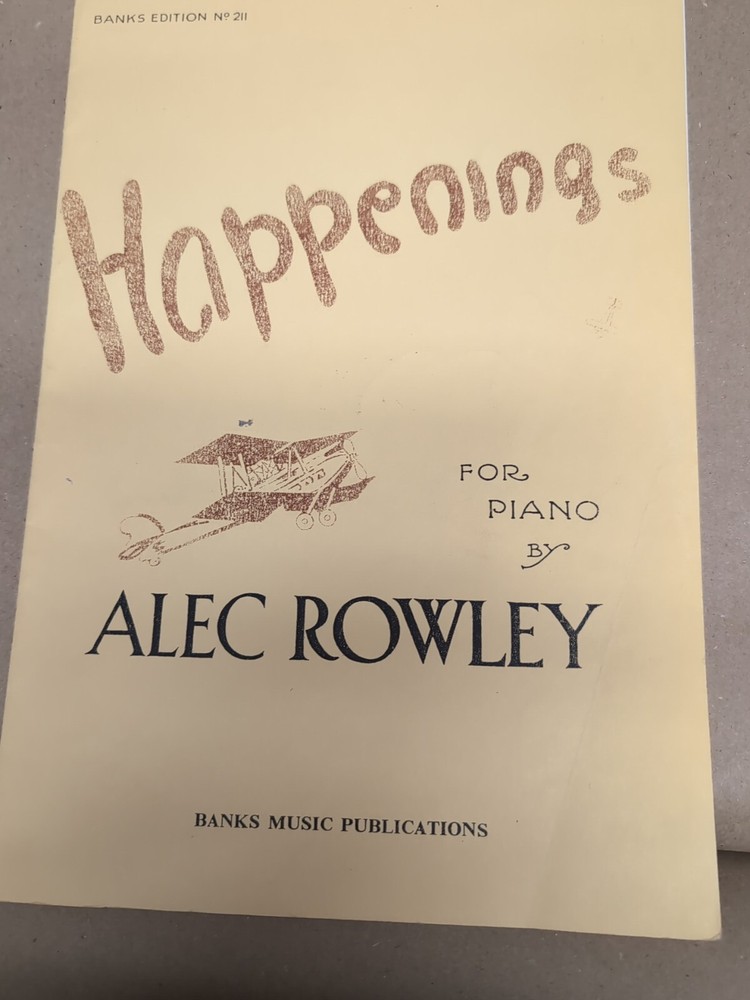 BANKS EDITION Nº 211
Happenings
FOR
PIANO
BY
ALEC ROWLEY
BANKS MUSIC PUBLICATIONS